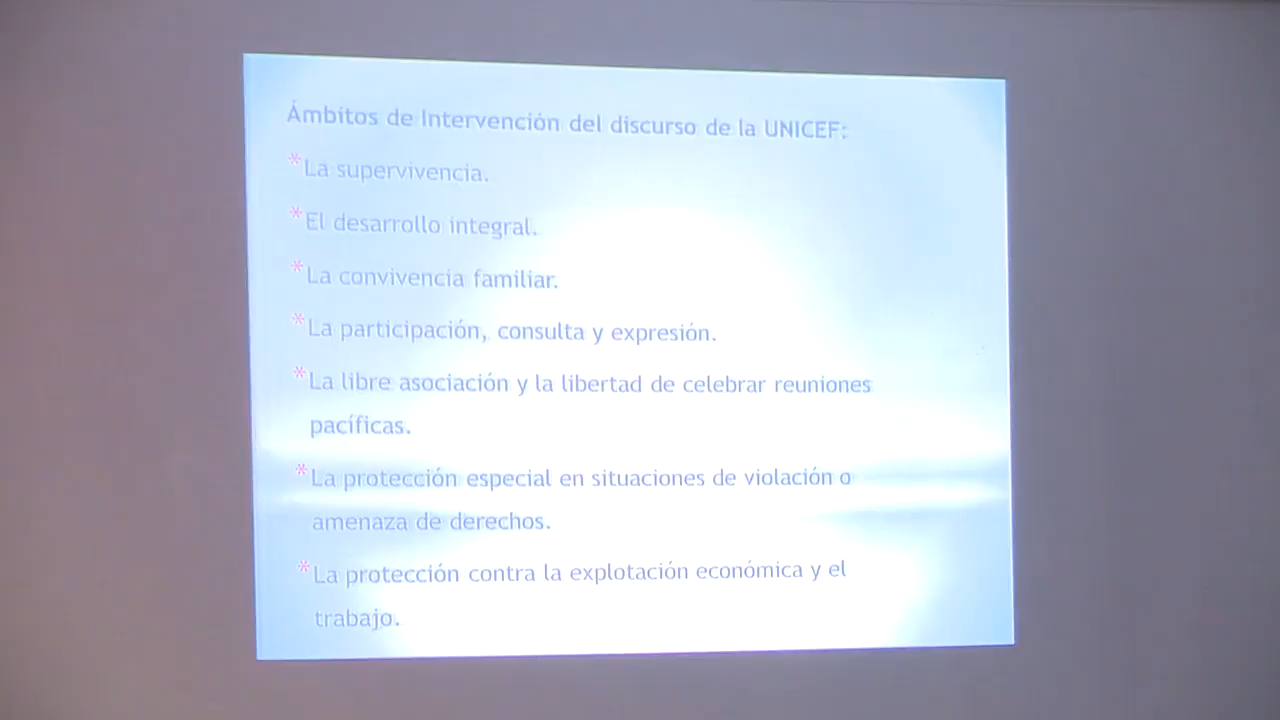 Ámbitos de Intervención del discurso de la UNICEF:
*La supervivencia.
*El desarrollo integral.
*La convivencia familiar.
*La participación, consulta y expresión.
*La libre asociación y la libertad de celebrar reuniones
pacíficas.
*La protección especial en situaciones de violación o
amenaza de derechos.
*La protección contra la explotación económica y el
trabajo.